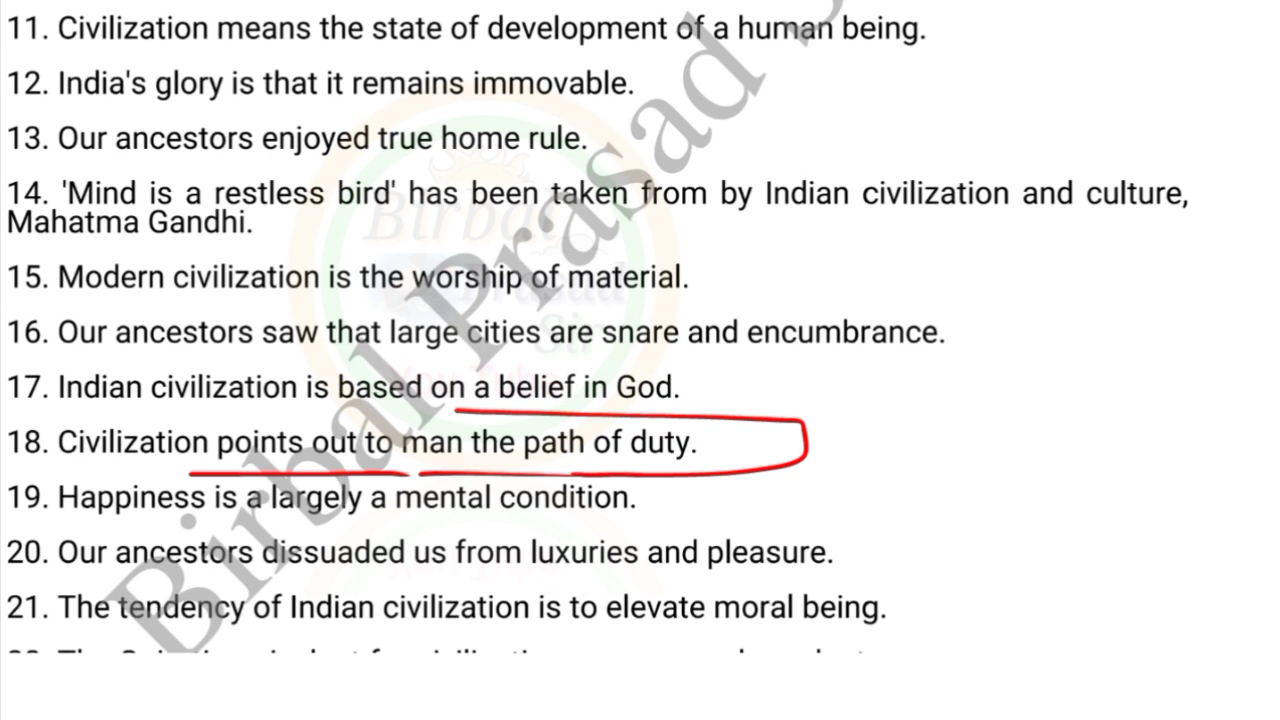 11. Civilization means the state of development of a human being.
12. India's glory is that it remains immovable.
13. Our ancestors enjoyed true home rule.
14. 'Mind is a restless bird' has been taken from by Indian civilization and culture,
Mahatma Gandhi.
15. Modern civilization is the worship of material.
16. Our ancestors saw that large cities are snare and encumbrance.
17. Indian civilization is based on a belief in God.
18. Civilization points out to man the path of duty.
19. Happiness is a largely a mental condition.
20. Our ancestors dissuaded us from luxuries and pleasure.
21. The tendency of Indian civilization is to elevate moral being.
Birbal Prasad
Birbal
Prasad
Sir